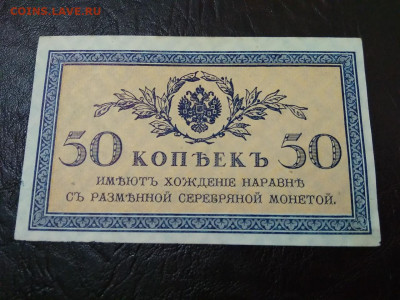 COINS.LAVE.RU
50 КОПѢЕКЪ 50
ИМѢЮТЪ ХОЖДЕНІЕ НАРАВНѢ
СЪ РАЗМѢННОЙ СЕРЕБРЯНОЙ МОНЕТОЙ.